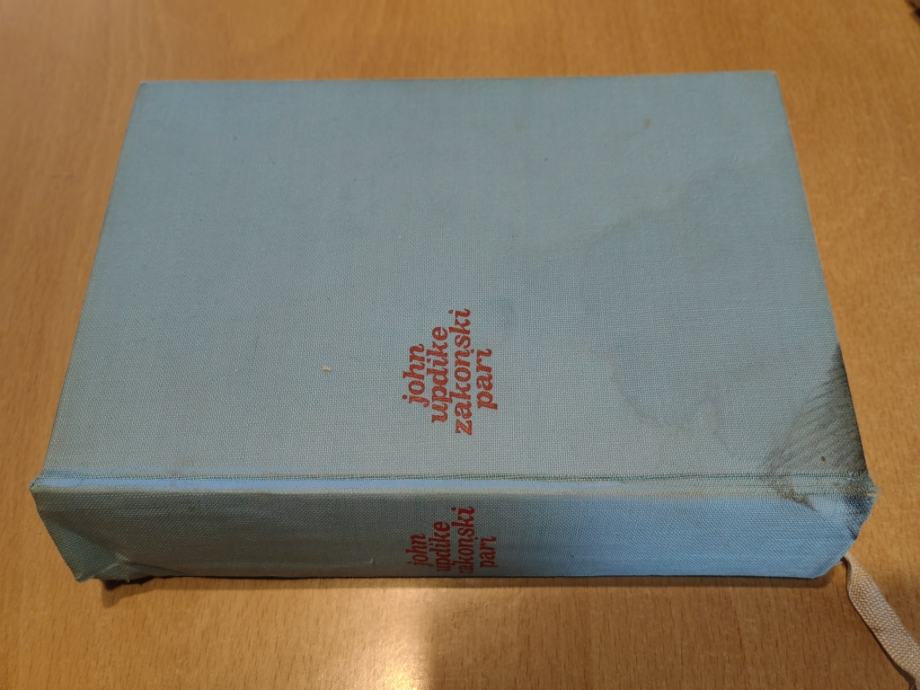 john
updike
zakonski
pari
john
updike
zakonski
pari